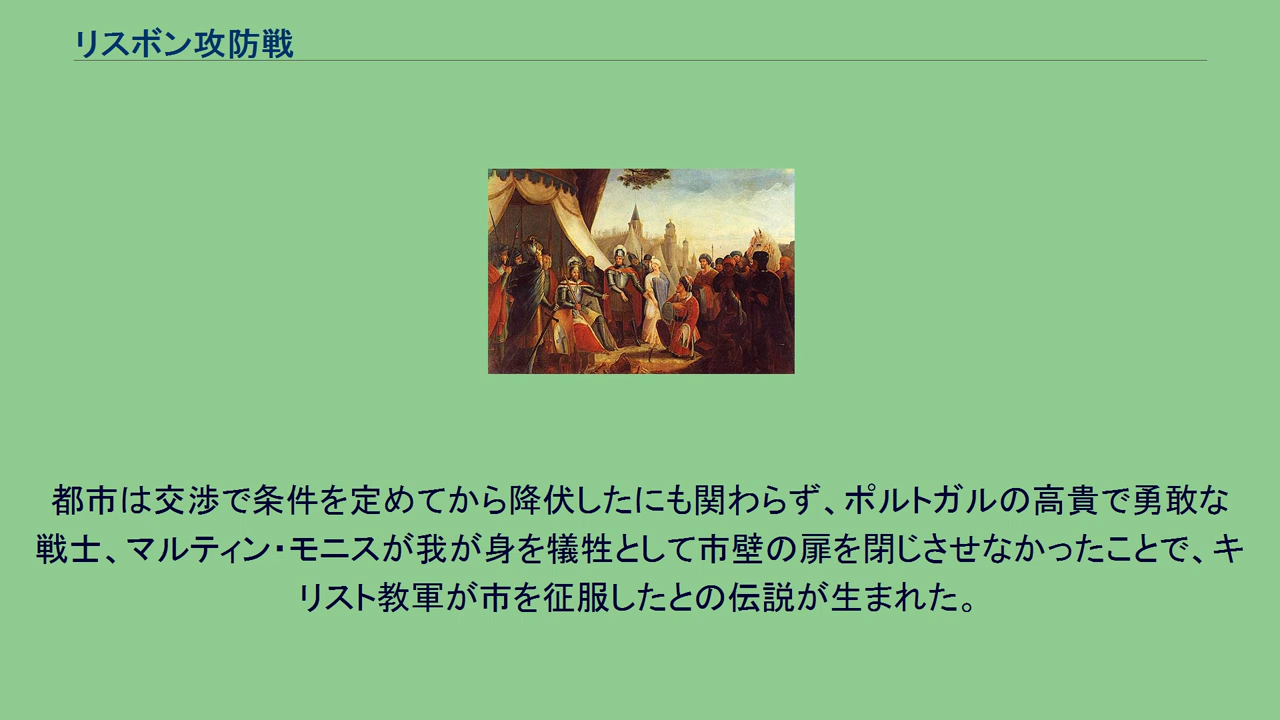 リスボン攻防戦
都市は交渉で条件を定めてから降伏したにも関わらず、ポルトガルの高貴で勇敢な
戦士、マルティン・モニスが我が身を犠牲として市壁の扉を閉じさせなかったことで、キ
リスト教軍が市を征服したとの伝説が生まれた。